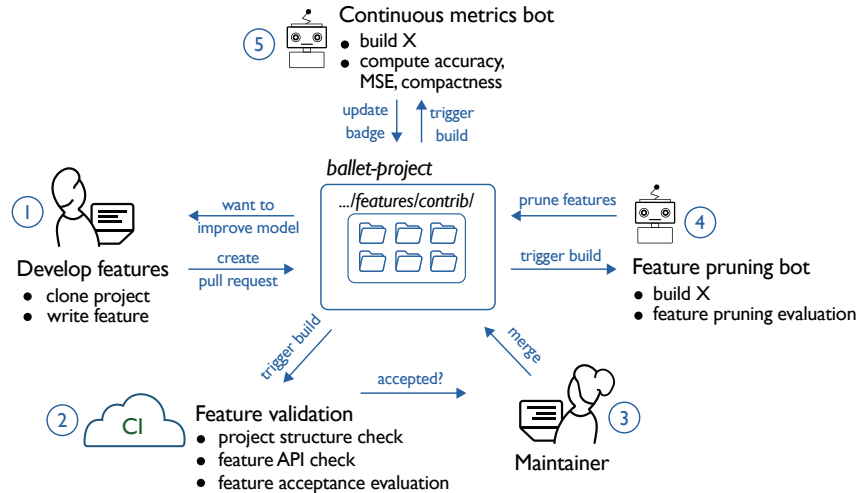 Continuous metrics bot
5
● build X
● compute accuracy,
MSE, compactness
update
badge
trigger
build
ballet-project
.../features/contrib/
1
want to
improve model
prune features
4
Develop features
● clone project
● write feature
create
pull request
trigger build
Feature pruning bot
● build X
● feature pruning evaluation
trigger build
merge
accepted?
2
CI
Feature validation
● project structure check
● feature API check
● feature acceptance evaluation
3
Maintainer